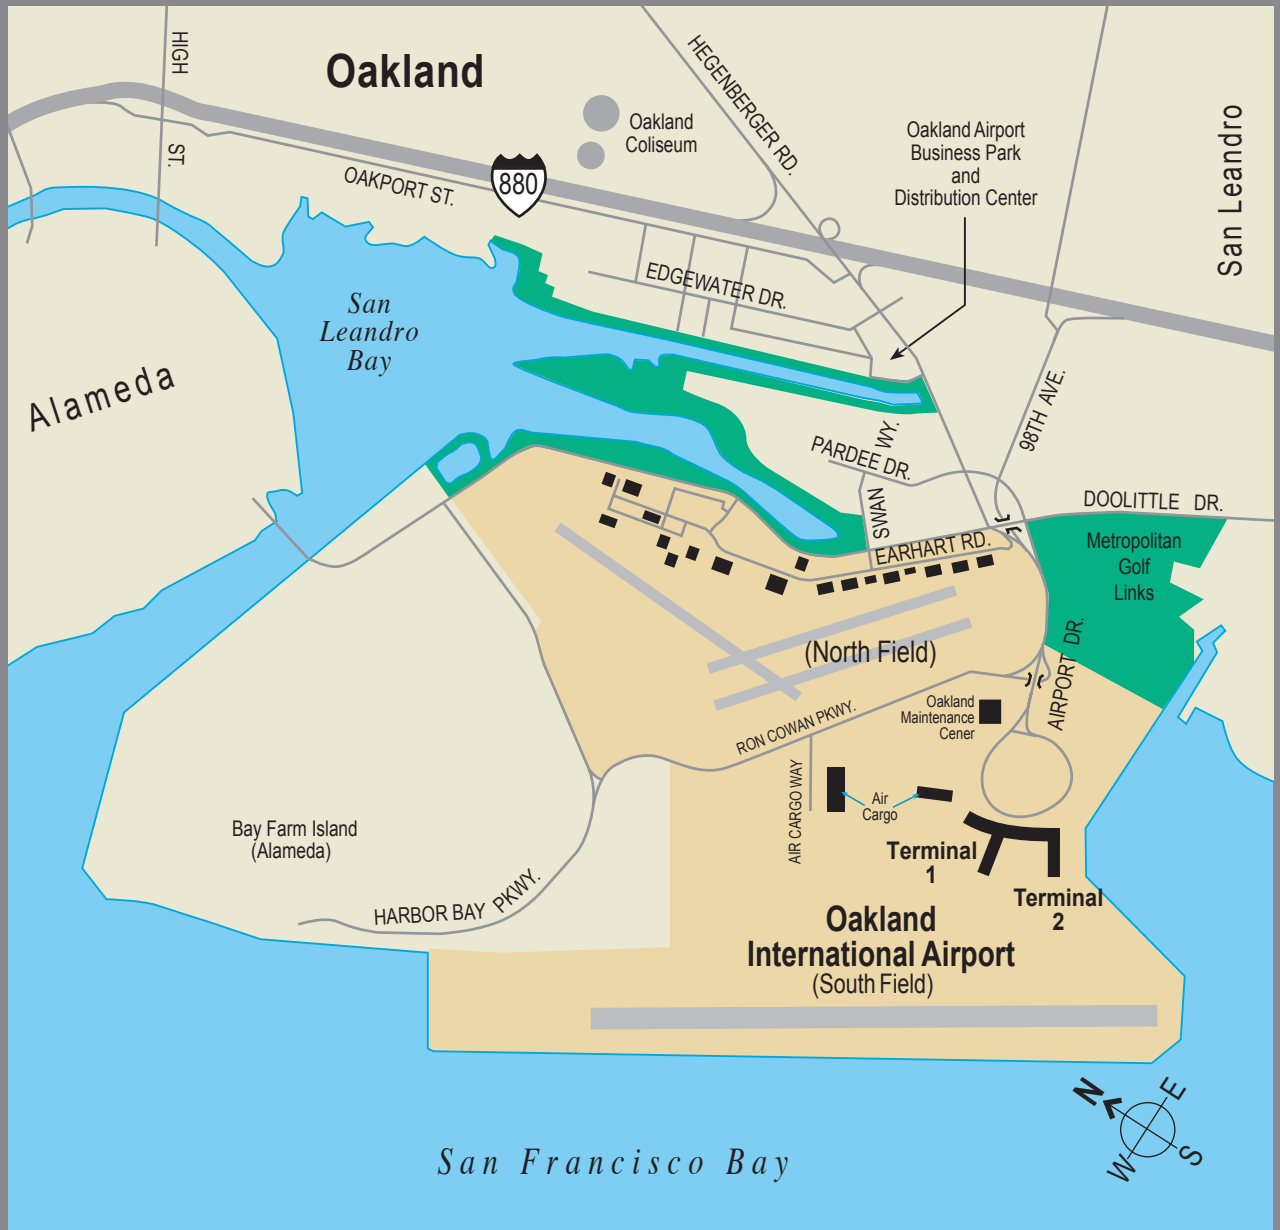 HIGH
ST.
Oakland
HEGENBERGER RD.
Oakland
Coliseum
Oakland Airport
Business Park
and
Distribution Center
San Leandro
880
OAKPORT ST.
EDGEWATER DR.
San
Leandro
Bay
Alameda
98TH AVE.
PARDEE DR.
SWAN WY.
DOOLITTLE DR.
EARHART RD.
Metropolitan
Golf
Links
(North Field)
AIRPORT DR.
Oakland
Maintenance
Cener
RON COWAN PKWY.
AIR CARGO WAY
Air
Cargo
Bay Farm Island
(Alameda)
Terminal
1
Terminal
2
HARBOR BAY PKWY.
Oakland
International Airport
(South Field)
N
E
W
S
San Francisco Bay